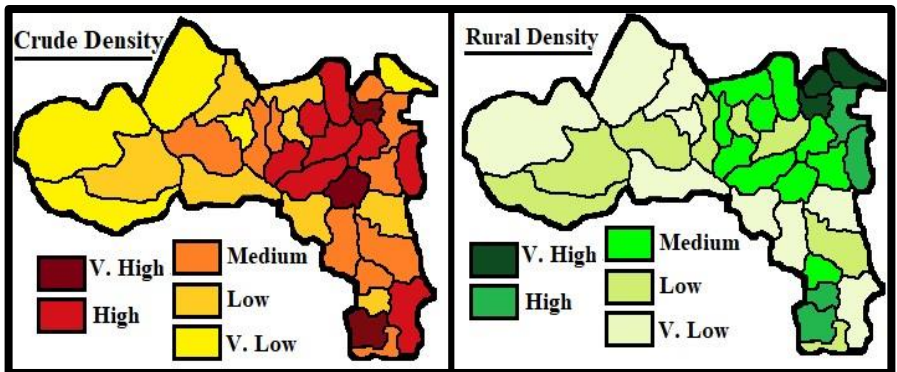 Crude Density
V. High
High
Medium
Low
V. Low
Rural Density
V. High
High
Medium
Low
V. Low